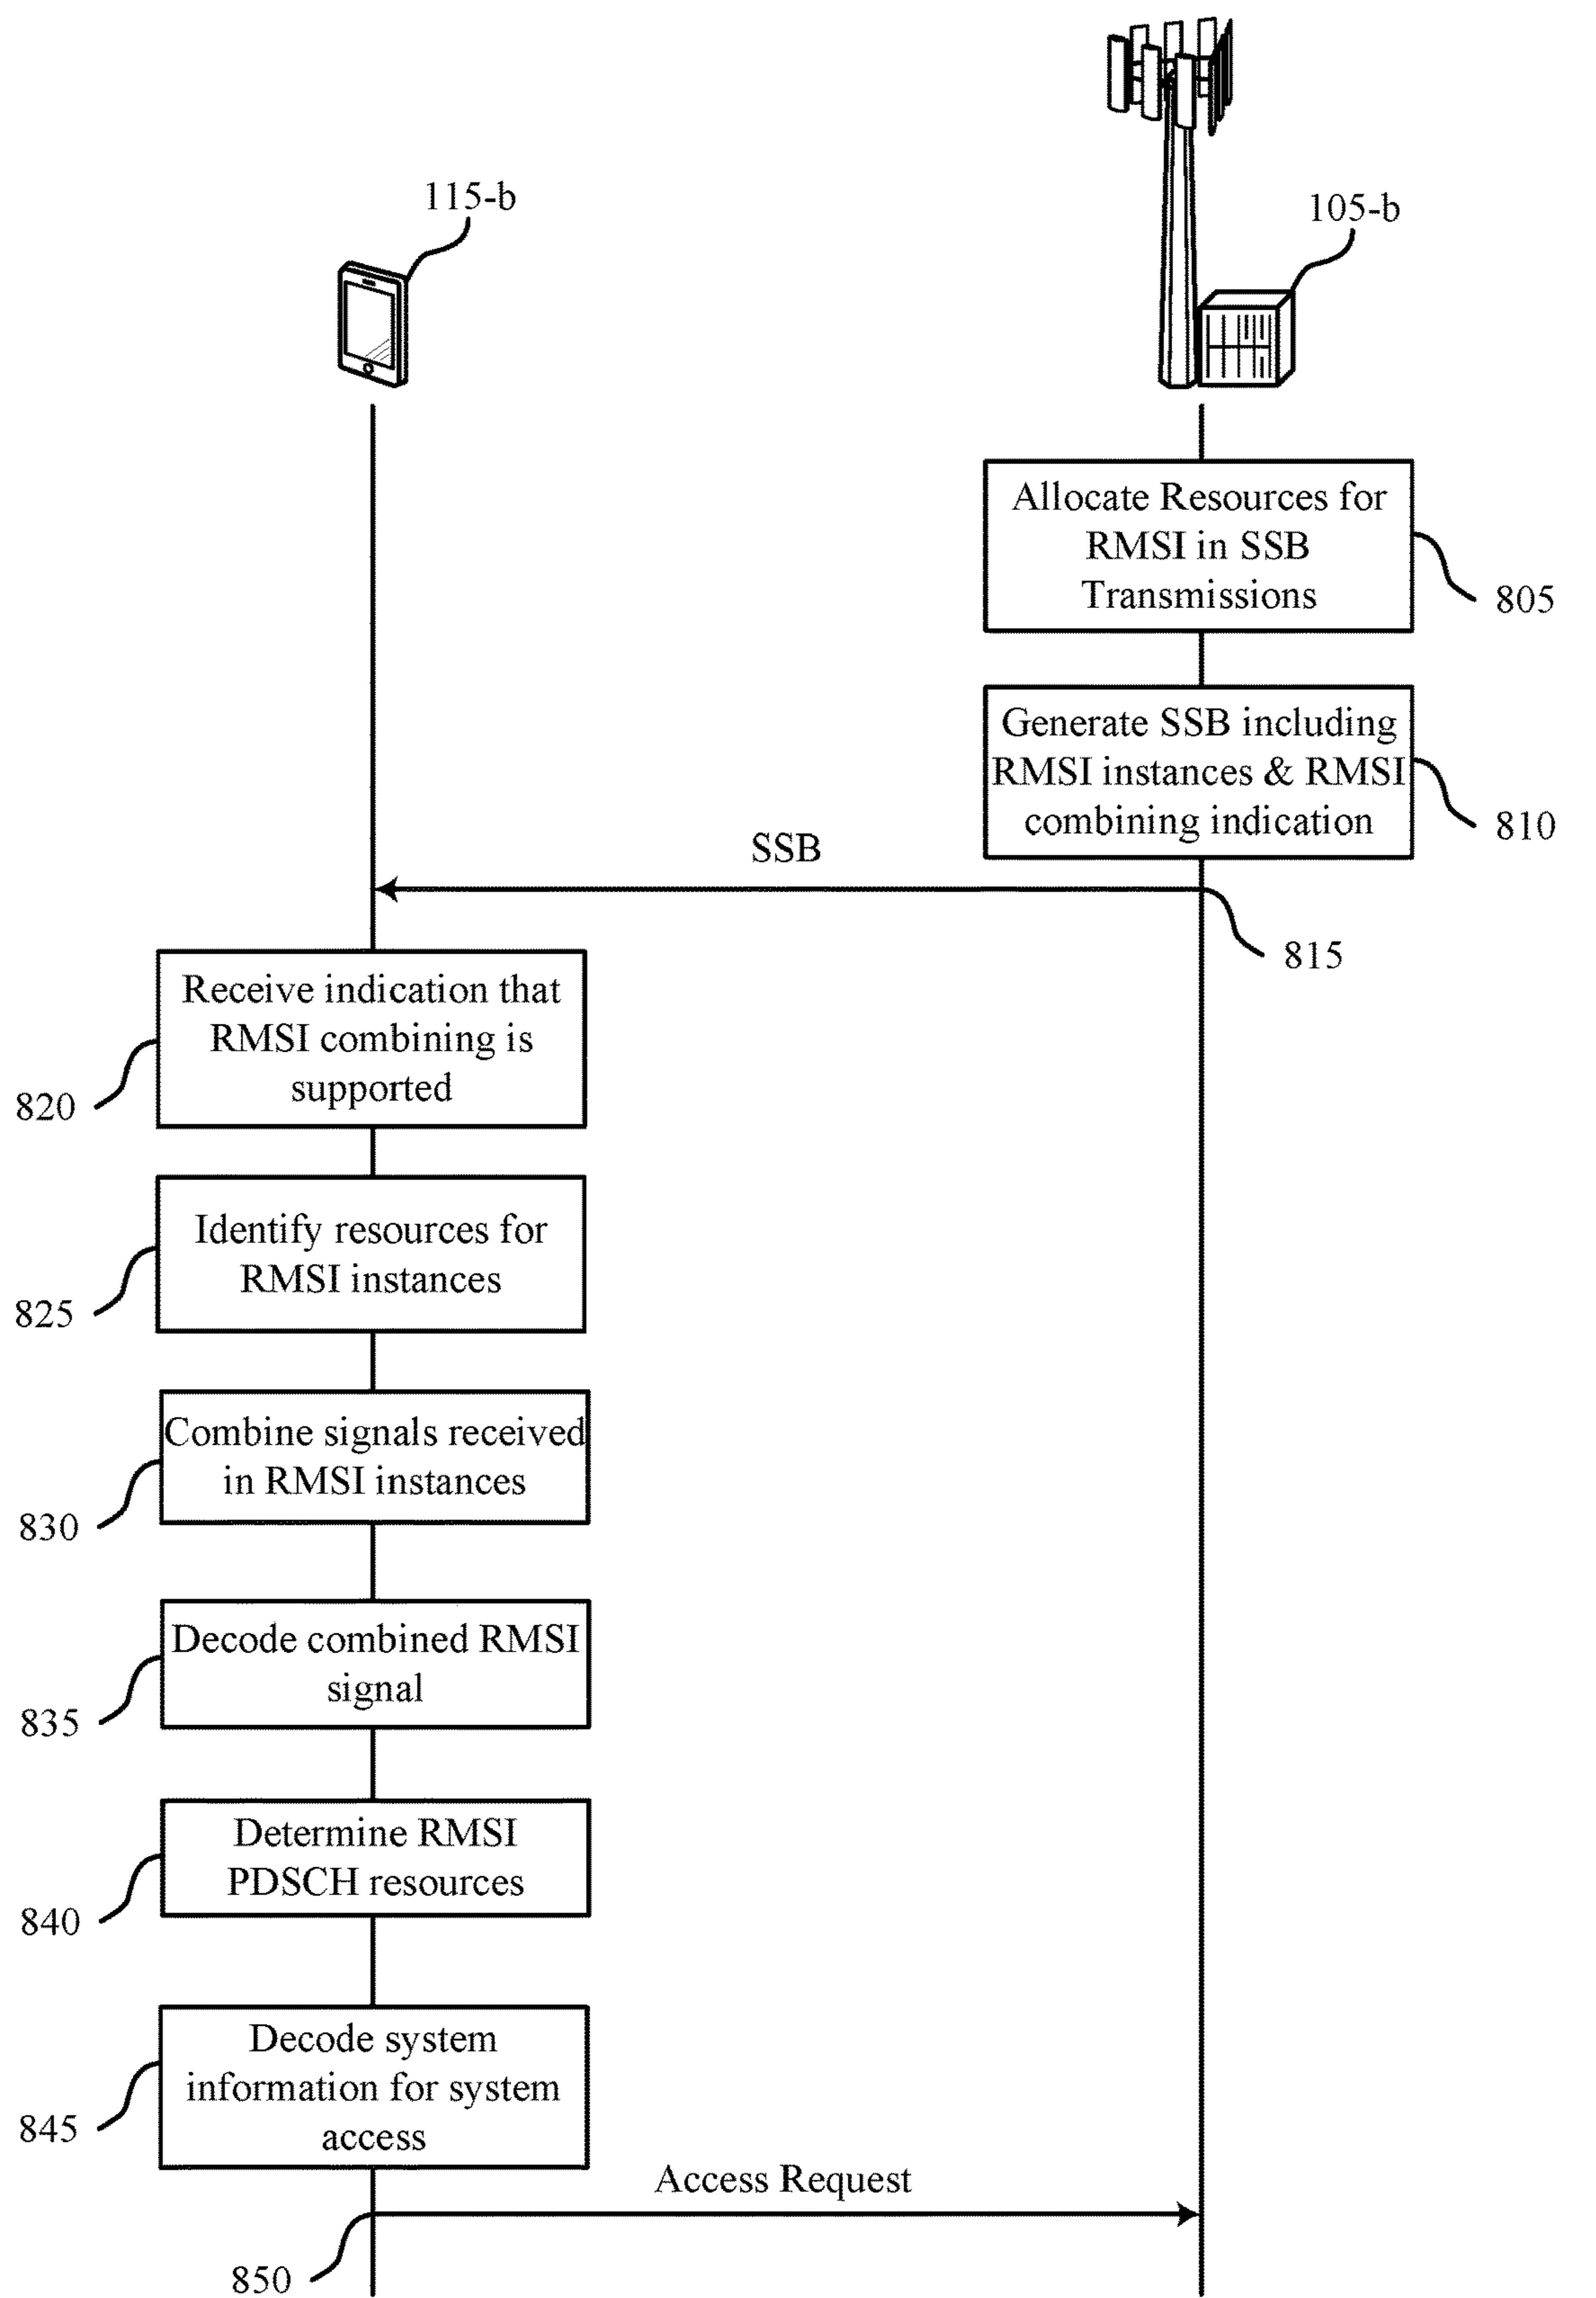 115-b
105-b
Allocate Resources for
RMSI in SSB
Transmissions
805
Generate SSB including
RMSI instances & RMSI
combining indication
810
SSB
815
Receive indication that
RMSI combining is
supported
820
Identify resources for
RMSI instances
825
Combine signals received
in RMSI instances
830
Decode combined RMSI
signal
835
Determine RMSI
PDSCH resources
840
Decode system
information for system
access
845
Access Request
850